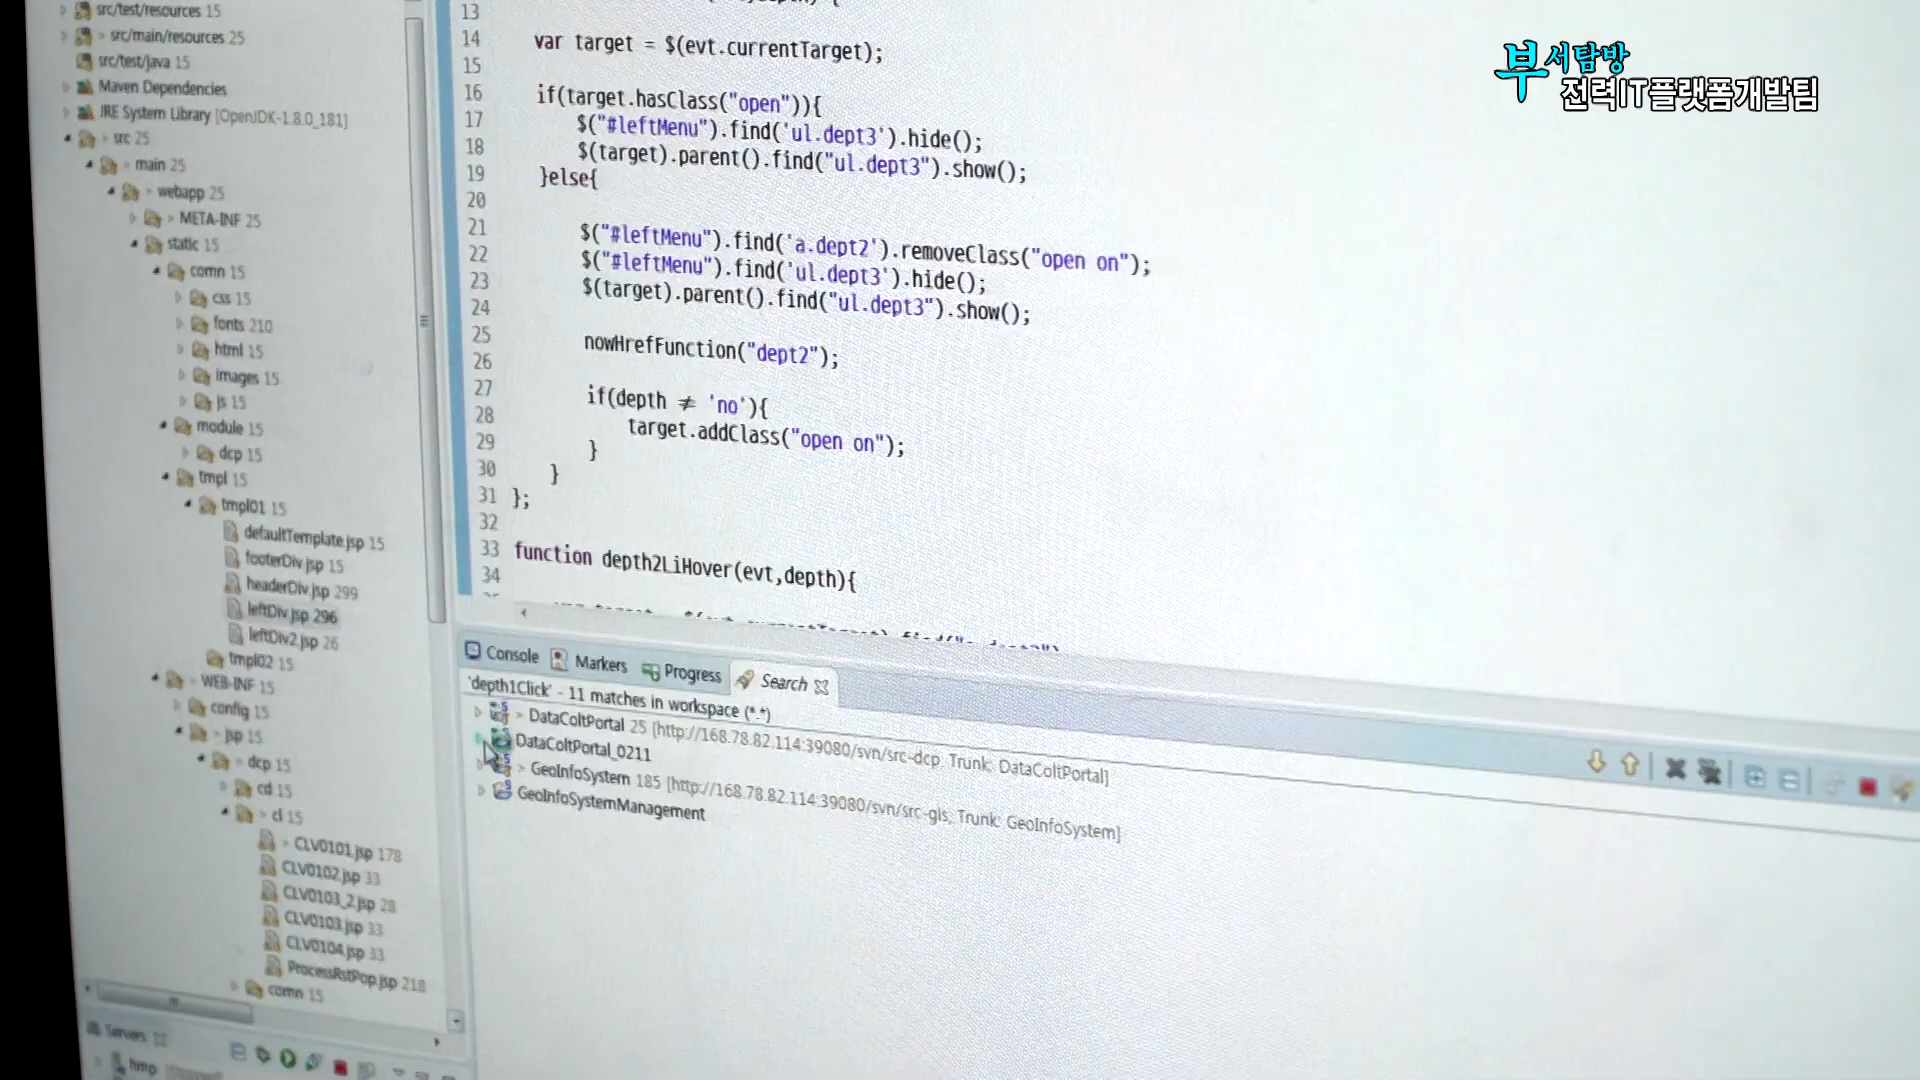 부서탐방
전력IT플랫폼개발팀
src/test/resources 15
> src/main/resources 25
src/test/java 15
Maven Dependencies
JRE System Library [OpenJDK-1.8.0_181]
> src 25
> main 25
> webapp 25
> META-INF 25
static 15
comn 15
css 15
fonts 210
html 15
images 15
js 15
module 15
dcp 15
tmpl 15
tmpl01 15
defaultTemplate.jsp 15
footerDiv.jsp 15
headerDiv.jsp 299
leftDiv.jsp 296
leftDiv2.jsp 26
tmpl02 15
> WEB-INF 15
config 15
> jsp 15
> dcp 15
> cd 15
> cl 15
> CLV0101.jsp 178
CLV0102.jsp 33
CLV0103_2.jsp 28
CLV0103.jsp 33
CLV0104.jsp 33
ProcessRstPop.jsp 218
comn 15
Servers
hmp
13
14 var target = $(evt.currentTarget);
15
16 if(target.hasClass("open")){
17 $("#leftMenu").find('ul.dept3').hide();
18 $(target).parent().find("ul.dept3").show();
19 }else{
20
21 $("#leftMenu").find('a.dept2').removeClass("open on");
22 $("#leftMenu").find('ul.dept3').hide();
23 $(target).parent().find("ul.dept3").show();
24
25 nowHrefFunction("dept2");
26
27 if(depth ≠ 'no'){
28 target.addClass("open on");
29 }
30 }
31 };
32
33 function depth2LiHover(evt,depth){
34
Console Markers Progress Search
'depth1Click' - 11 matches in workspace (*.*)
> DataColtPortal 25 [http://168.78.82.114:39080/svn/src-dcp, Trunk: DataColtPortal]
DataColtPortal_0211
> GeoInfoSystem 185 [http://168.78.82.114:39080/svn/src-gls, Trunk: GeoInfoSystem]
GeoInfoSystemManagement